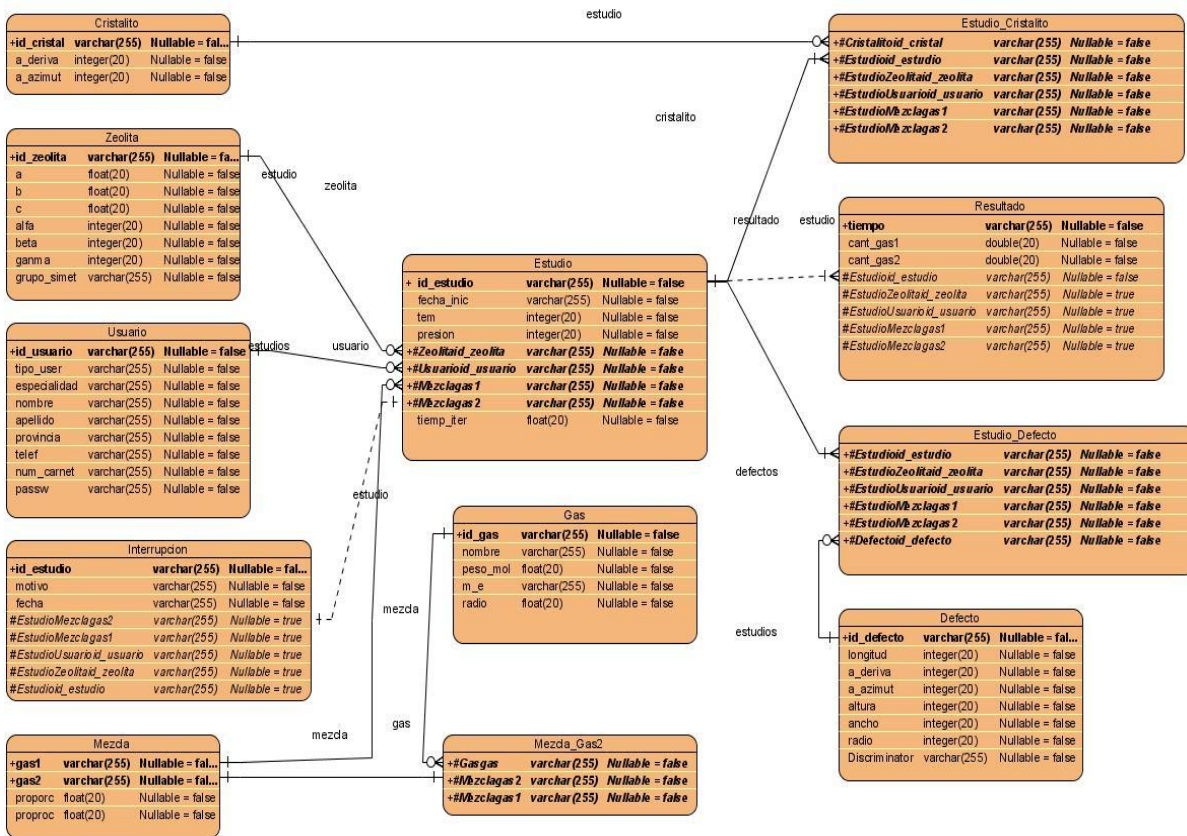 estudio
Cristalito
+id_cristal varchar(255) Nullable = fal...
a_deriva integer(20) Nullable = false
a_azimut integer(20) Nullable = false
Estudio_Cristalito
+#Cristalitoid_cristal varchar(255) Nullable = false
+#Estudioid_estudio varchar(255) Nullable = false
+#EstudioZeolitaid_zeolita varchar(255) Nullable = false
+#EstudioUsuarioid_usuario varchar(255) Nullable = false
+#EstudioMezclagas1 varchar(255) Nullable = false
+#EstudioMezclagas2 varchar(255) Nullable = false
cristalito
Zeolita
+id_zeolita varchar(255) Nullable = fa...
a float(20) Nullable = false
b float(20) Nullable = false
c float(20) Nullable = false
alfa integer(20) Nullable = false
beta integer(20) Nullable = false
ganma integer(20) Nullable = false
grupo_simet varchar(255) Nullable = false
estudio
zeolita
resultado
estudio
Resultado
+tiempo varchar(255) Nullable = false
cant_gas1 double(20) Nullable = false
cant_gas2 double(20) Nullable = false
#Estudioid_estudio varchar(255) Nullable = false
#EstudioZeolitaid_zeolita varchar(255) Nullable = true
#EstudioUsuarioid_usuario varchar(255) Nullable = true
#EstudioMezclagas1 varchar(255) Nullable = true
#EstudioMezclagas2 varchar(255) Nullable = true
Estudio
+ id_estudio varchar(255) Nullable = false
fecha_inic varchar(255) Nullable = false
tem integer(20) Nullable = false
presion integer(20) Nullable = false
+#Zeolitaid_zeolita varchar(255) Nullable = false
+#Usuarioid_usuario varchar(255) Nullable = false
+#Mezclagas1 varchar(255) Nullable = false
+#Mezclagas2 varchar(255) Nullable = false
tiemp_iter float(20) Nullable = false
Usuario
+id_usuario varchar(255) Nullable = false
tipo_user varchar(255) Nullable = false
especialidad varchar(255) Nullable = false
nombre varchar(255) Nullable = false
apellido varchar(255) Nullable = false
provincia varchar(255) Nullable = false
telef varchar(255) Nullable = false
num_carnet varchar(255) Nullable = false
passw varchar(255) Nullable = false
estudios
usuario
estudio
defectos
Estudio_Defecto
+#Estudioid_estudio varchar(255) Nullable = false
+#EstudioZeolitaid_zeolita varchar(255) Nullable = false
+#EstudioUsuarioid_usuario varchar(255) Nullable = false
+#EstudioMezclagas1 varchar(255) Nullable = false
+#EstudioMezclagas2 varchar(255) Nullable = false
+#Defectoid_defecto varchar(255) Nullable = false
Gas
+id_gas varchar(255) Nullable = false
nombre varchar(255) Nullable = false
peso_mol float(20) Nullable = false
m_e varchar(255) Nullable = false
radio float(20) Nullable = false
Interrupcion
+id_estudio varchar(255) Nullable = fal...
motivo varchar(255) Nullable = false
fecha varchar(255) Nullable = false
#EstudioMezclagas2 varchar(255) Nullable = true
#EstudioMezclagas1 varchar(255) Nullable = true
#EstudioUsuarioid_usuario varchar(255) Nullable = true
#EstudioZeolitaid_zeolita varchar(255) Nullable = true
#Estudioid_estudio varchar(255) Nullable = true
mezcla
estudios
Defecto
+id_defecto varchar(255) Nullable = fal...
longitud integer(20) Nullable = false
a_deriva integer(20) Nullable = false
a_azimut integer(20) Nullable = false
altura integer(20) Nullable = false
ancho integer(20) Nullable = false
radio integer(20) Nullable = false
Discriminator varchar(255) Nullable = false
gas
mezcla
Mezcla
+gas1 varchar(255) Nullable = fal...
+gas2 varchar(255) Nullable = fal...
proporc float(20) Nullable = false
proproc float(20) Nullable = false
Mezcla_Gas2
+#Gasgas varchar(255) Nullable = false
+#Mezclagas2 varchar(255) Nullable = false
+#Mezclagas1 varchar(255) Nullable = false